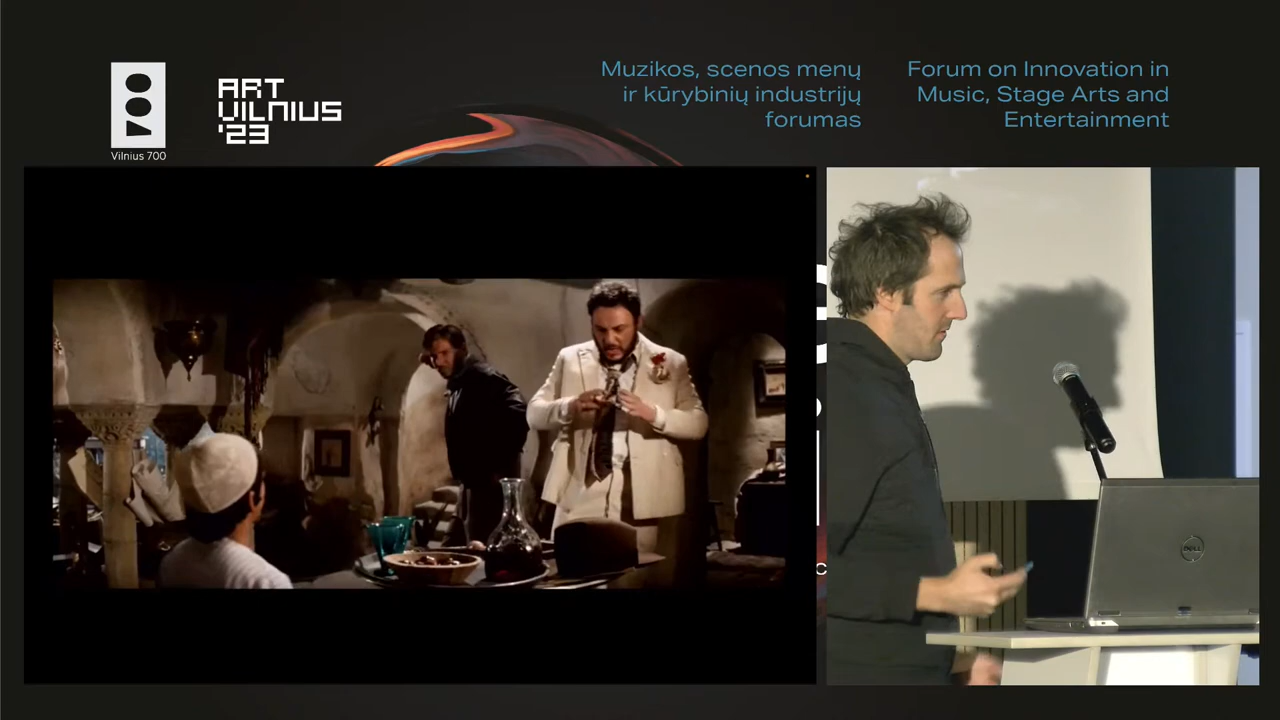 Vilnius 700
ART
VILNIUS
'23
Muzikos, scenos menų
ir kūrybinių industrijų
forumas
Forum on Innovation in
Music, Stage Arts and
Entertainment
DELL